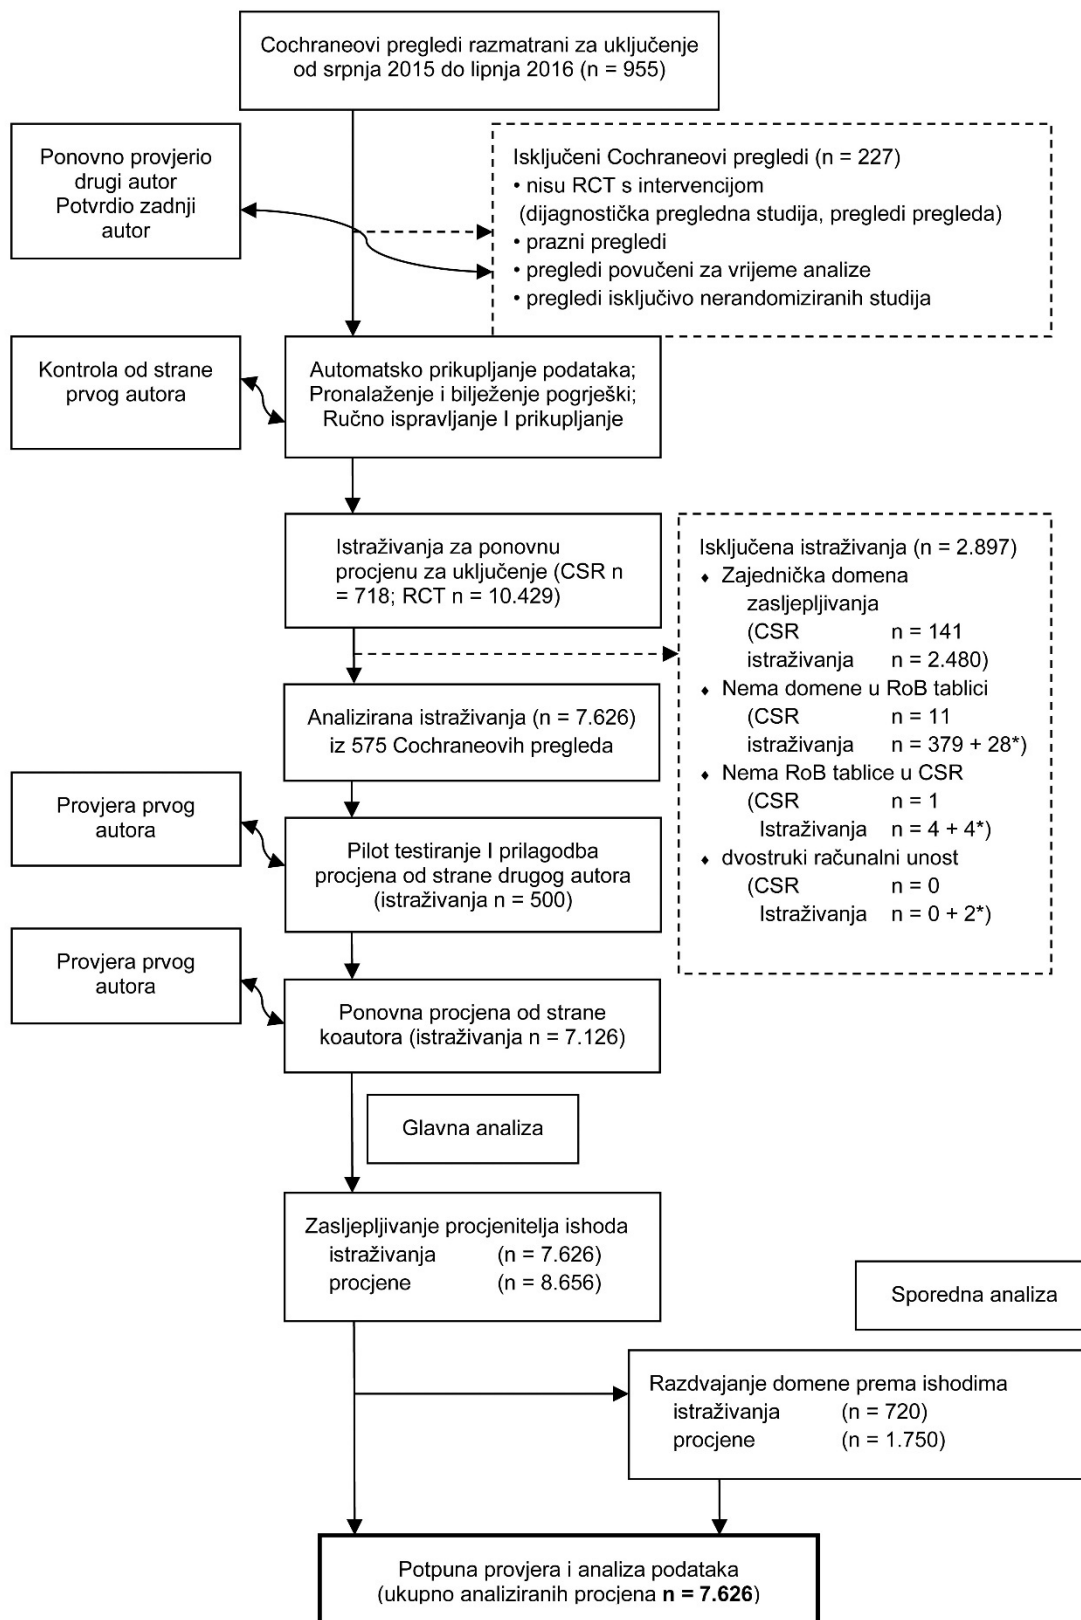 Cochraneovi pregledi razmatrani za uključenje
od srpnja 2015 do lipnja 2016 (n = 955)
Ponovno provjerio
drugi autor
Potvrdio zadnji
autor
Isključeni Cochraneovi pregledi (n = 227)
• nisu RCT s intervencijom
(dijagnostička pregledna studija, pregledi pregleda)
• prazni pregledi
• pregledi povučeni za vrijeme analize
• pregledi isključivo nerandomiziranih studija
Kontrola od strane
prvog autora
Automatsko prikupljanje podataka;
Pronalaženje i bilježenje pogrješki;
Ručno ispravljanje I prikupljanje
Istraživanja za ponovnu
procjenu za uključenje (CSR n
= 718; RCT n = 10.429)
Isključena istraživanja (n = 2.897)
♦ Zajednička domena
zasljepljivanja
(CSR n = 141
istraživanja n = 2.480)
♦ Nema domene u RoB tablici
(CSR n = 11
istraživanja n = 379 + 28*)
♦ Nema RoB tablice u CSR
(CSR n = 1
Istraživanja n = 4 + 4*)
♦ dvostruki računalni unost
(CSR n = 0
Istraživanja n = 0 + 2*)
Analizirana istraživanja (n = 7.626)
iz 575 Cochraneovih pregleda
Provjera prvog
autora
Pilot testiranje I prilagodba
procjena od strane drugog autora
(istraživanja n = 500)
Provjera prvog
autora
Ponovna procjena od strane
koautora (istraživanja n = 7.126)
Glavna analiza
Zasljepljivanje procjenitelja ishoda
istraživanja (n = 7.626)
procjene (n = 8.656)
Sporedna analiza
Razdvajanje domene prema ishodima
istraživanja (n = 720)
procjene (n = 1.750)
Potpuna provjera i analiza podataka
(ukupno analiziranih procjena n = 7.626)